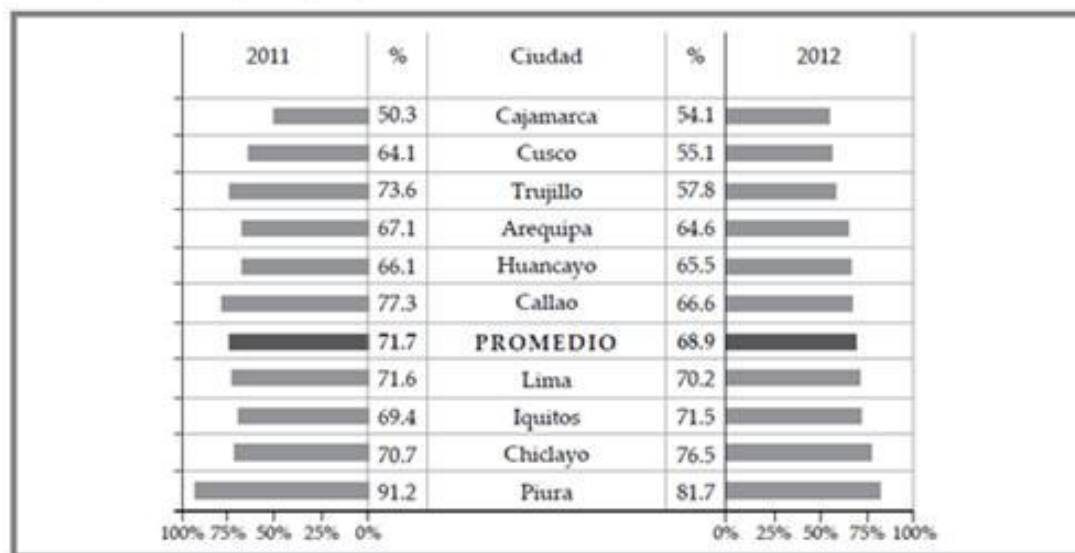 2011 % Ciudad % 2012
50.3 Cajamarca 54.1
64.1 Cusco 55.1
73.6 Trujillo 57.8
67.1 Arequipa 64.6
66.1 Huancayo 65.5
77.3 Callao 66.6
71.7 PROMEDIO 68.9
71.6 Lima 70.2
69.4 Iquitos 71.5
70.7 Chiclayo 76.5
91.2 Piura 81.7
100% 75% 50% 25% 0% 0% 25% 50% 75% 100%